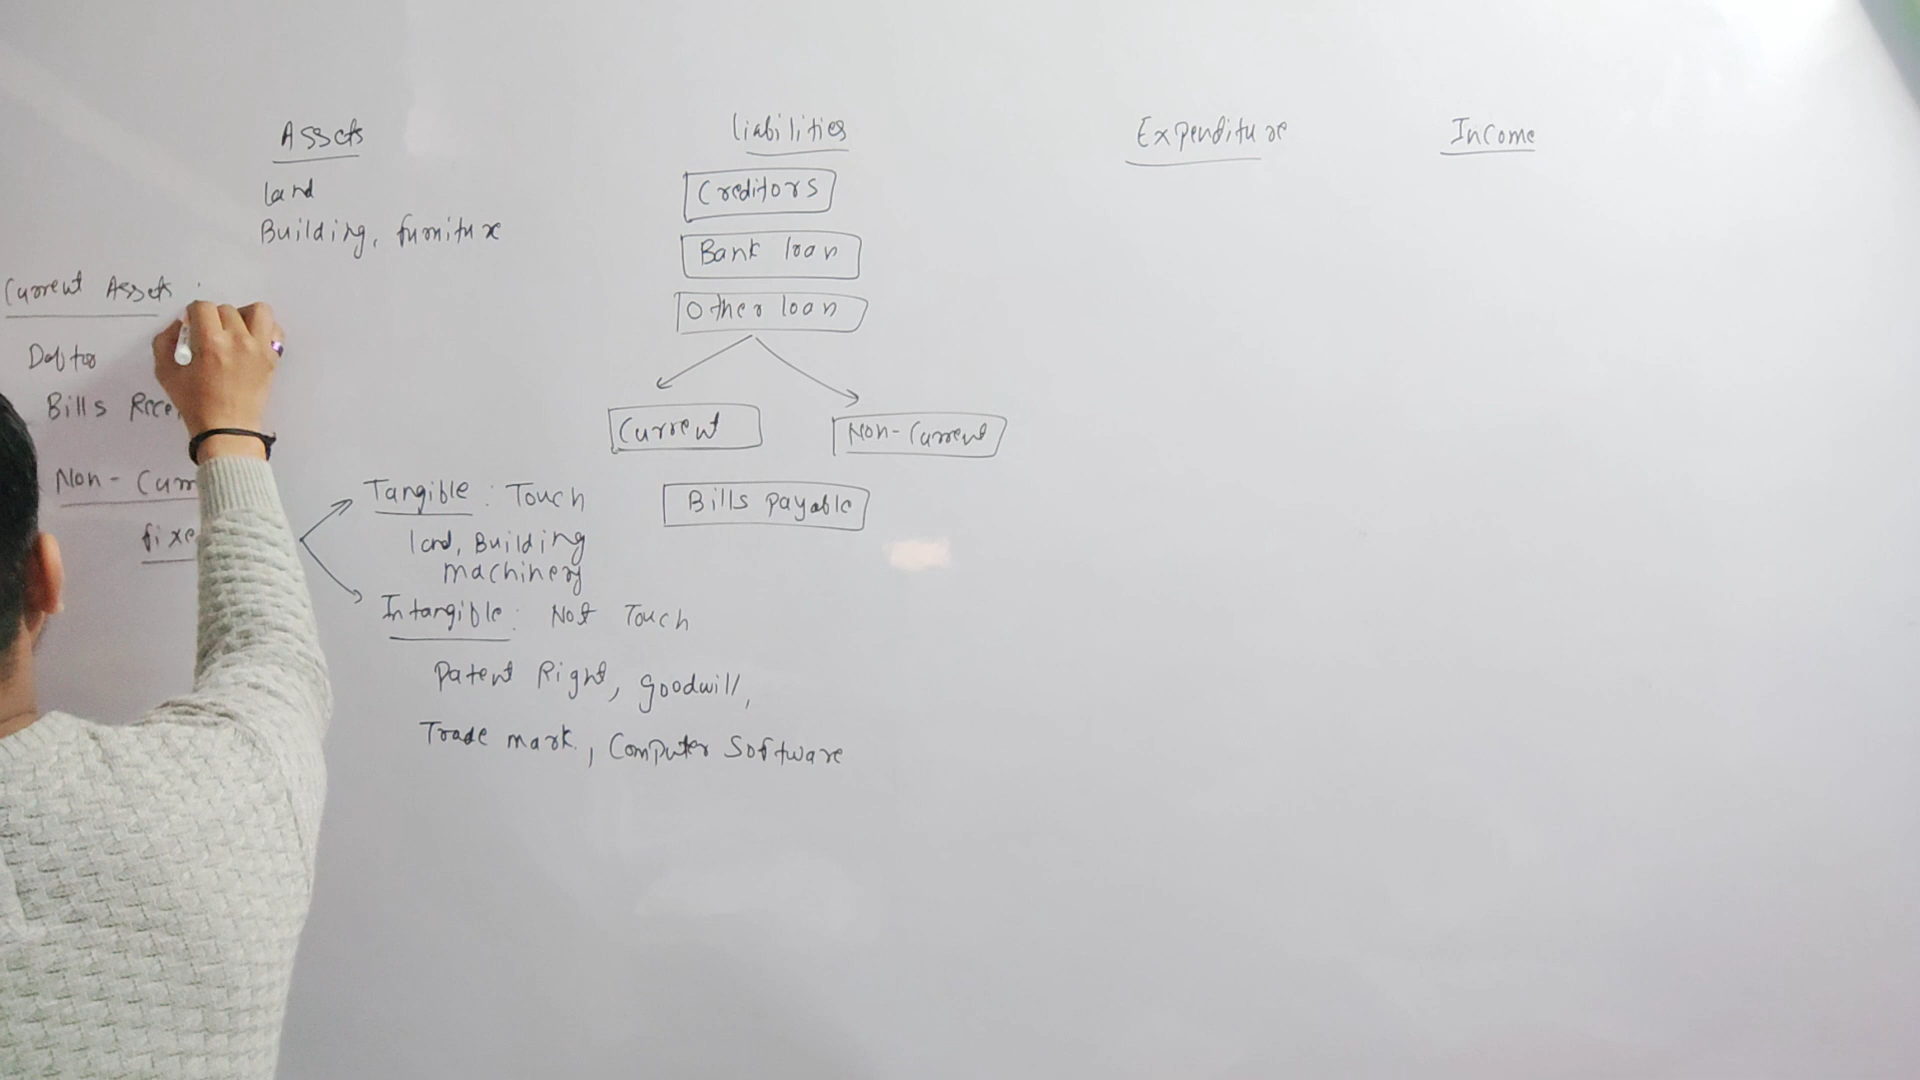 Assets
Land
Building, furniture
Current Assets :
Bills
Non-
Tangible : Touch
land, Building
machinery
Intangible : Not Touch
Patent Right, goodwill,
Trade mark, Computer Software
Liabilities
Creditors
Bank loan
Other loan
Current
Non-Current
Bills payable
Expenditure
Income